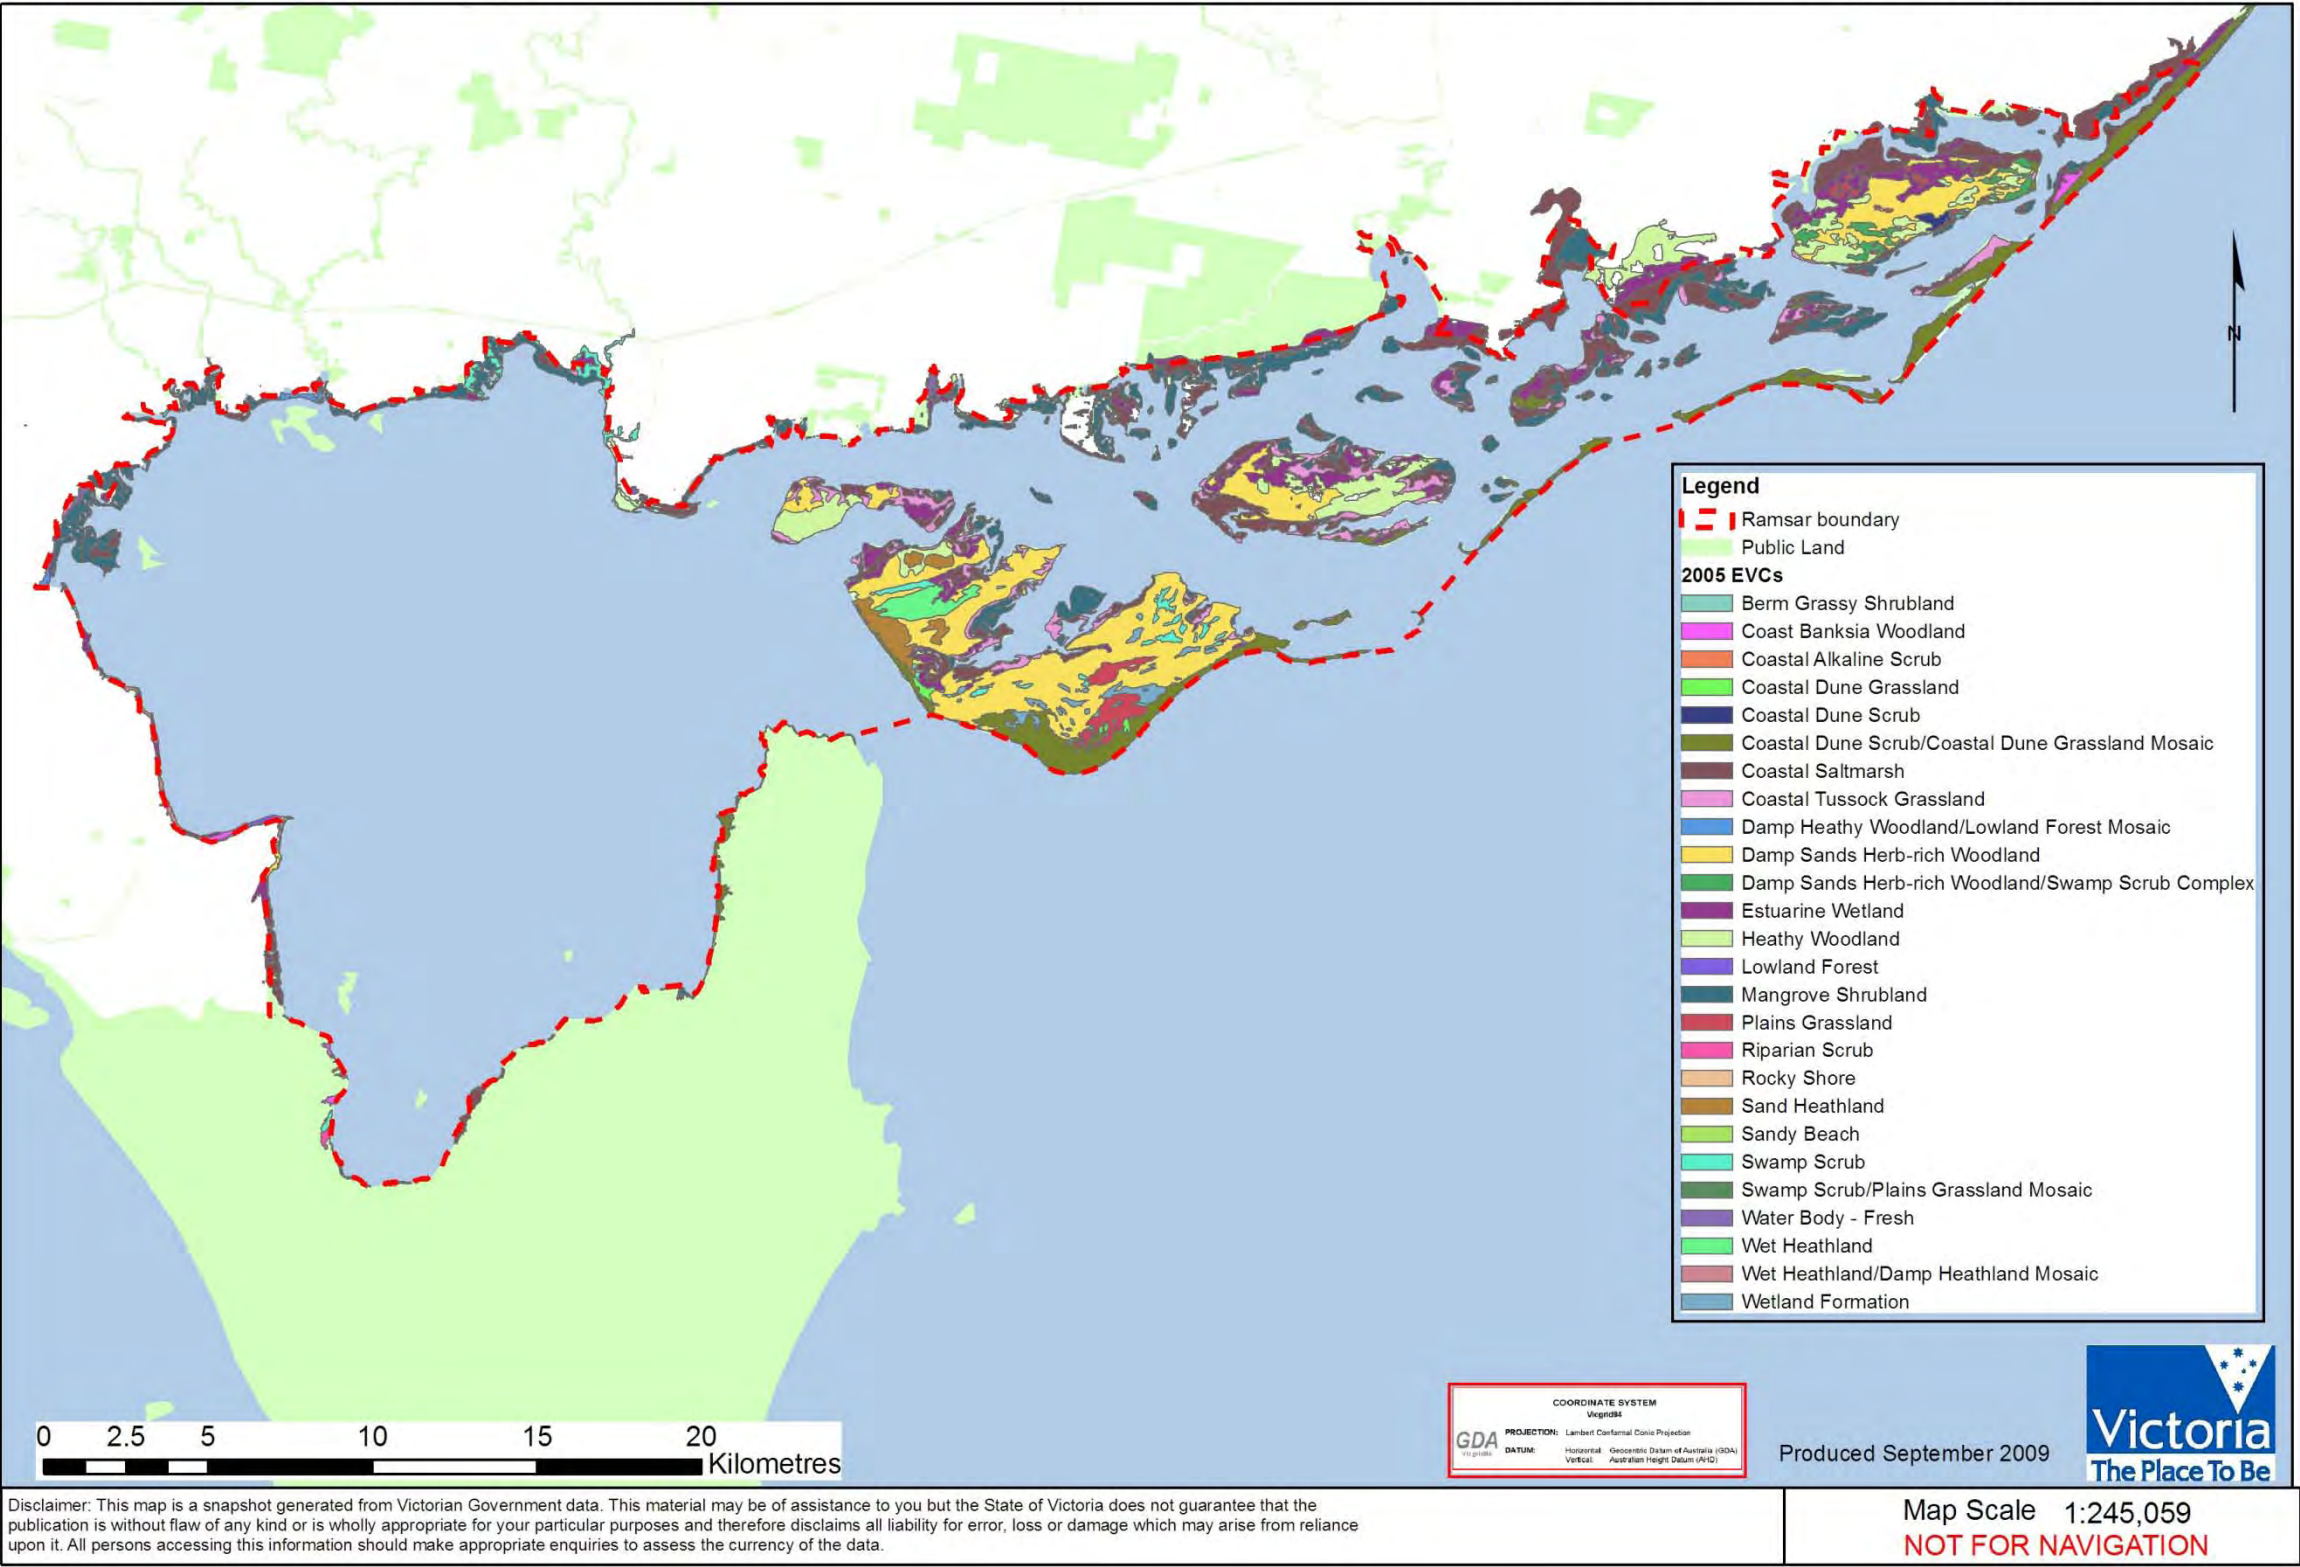 N
Legend
Ramsar boundary
Public Land
2005 EVCs
Berm Grassy Shrubland
Coast Banksia Woodland
Coastal Alkaline Scrub
Coastal Dune Grassland
Coastal Dune Scrub
Coastal Dune Scrub/Coastal Dune Grassland Mosaic
Coastal Saltmarsh
Coastal Tussock Grassland
Damp Heathy Woodland/Lowland Forest Mosaic
Damp Sands Herb-rich Woodland
Damp Sands Herb-rich Woodland/Swamp Scrub Complex
Estuarine Wetland
Heathy Woodland
Lowland Forest
Mangrove Shrubland
Plains Grassland
Riparian Scrub
Rocky Shore
Sand Heathland
Sandy Beach
Swamp Scrub
Swamp Scrub/Plains Grassland Mosaic
Water Body - Fresh
Wet Heathland
Wet Heathland/Damp Heathland Mosaic
Wetland Formation
0 2.5 5 10 15 20
Kilometres
COORDINATE SYSTEM
Vicgrid94
GDA
Vicgrid94
PROJECTION: Lambert Conformal Conic Projection
DATUM: Horizontal: Geocentric Datum of Australia (GDA)
Vertical: Australian Height Datum (AHD)
Produced September 2009
Victoria
The Place To Be
Disclaimer: This map is a snapshot generated from Victorian Government data. This material may be of assistance to you but the State of Victoria does not guarantee that the
publication is without flaw of any kind or is wholly appropriate for your particular purposes and therefore disclaims all liability for error, loss or damage which may arise from reliance
upon it. All persons accessing this information should make appropriate enquiries to assess the currency of the data.
Map Scale 1:245,059
NOT FOR NAVIGATION